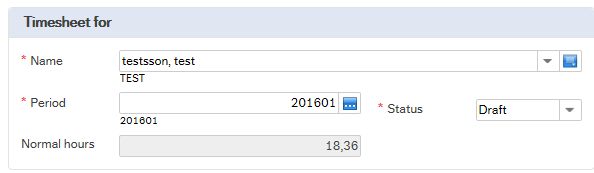 Timesheet for
* Name testsson, test
TEST
* Period 201601 * Status Draft
201601
Normal hours 18,36